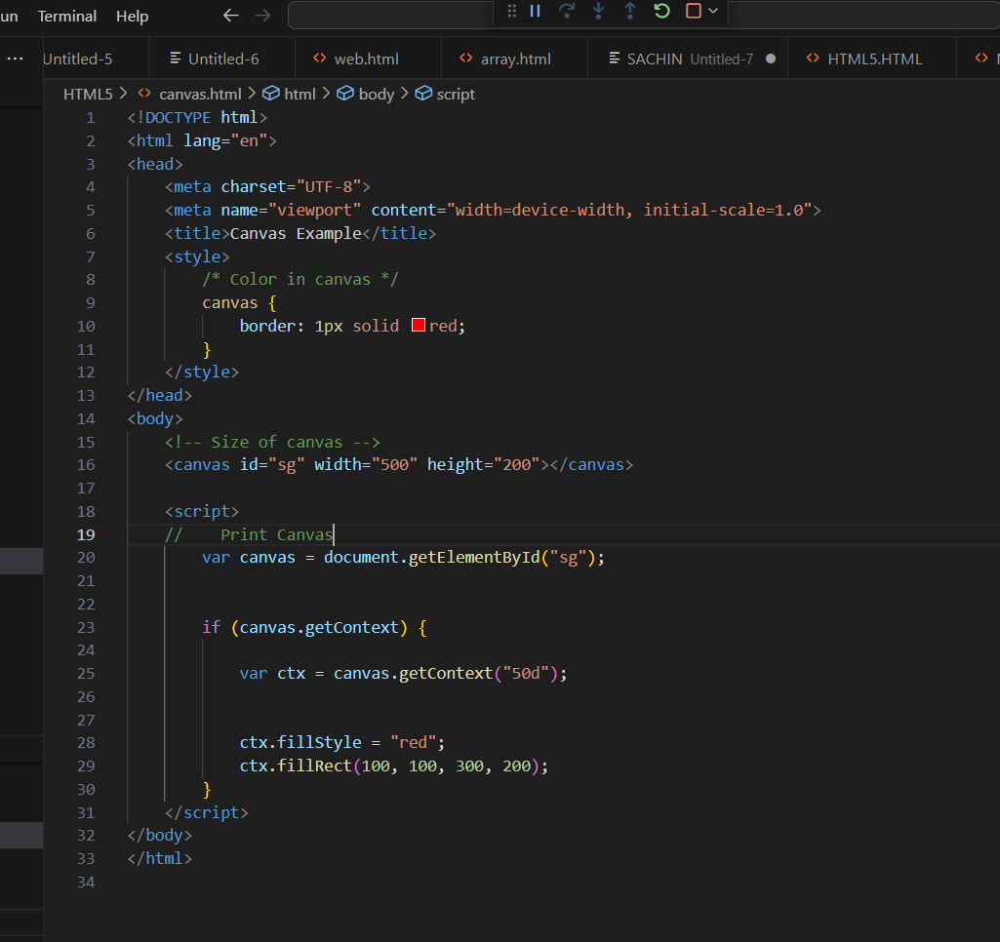 un Terminal Help
Untitled-5 Untitled-6 web.html array.html SACHIN Untitled-7 HTML5.HTML
HTML5 > canvas.html > html > body > script
1 <!DOCTYPE html>
2 <html lang="en">
3 <head>
4 <meta charset="UTF-8">
5 <meta name="viewport" content="width=device-width, initial-scale=1.0">
6 <title>Canvas Example</title>
7 <style>
8 /* Color in canvas */
9 canvas {
10 border: 1px solid red;
11 }
12 </style>
13 </head>
14 <body>
15 <!-- Size of canvas -->
16 <canvas id="sg" width="500" height="200"></canvas>
17
18 <script>
19 // Print Canvas
20 var canvas = document.getElementById("sg");
21
22
23 if (canvas.getContext) {
24
25 var ctx = canvas.getContext("50d");
26
27
28 ctx.fillStyle = "red";
29 ctx.fillRect(100, 100, 300, 200);
30 }
31 </script>
32 </body>
33 </html>
34